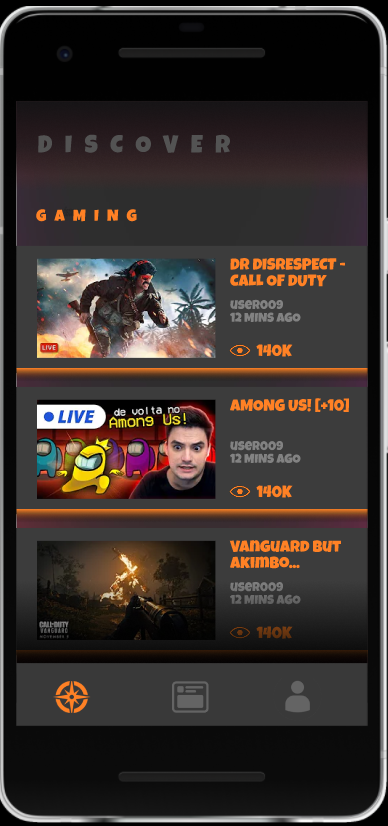 DISCOVER
GAMING
DR DISRESPECT -
CALL OF DUTY
USER009
12 MINS AGO
LIVE
140K
LIVE
de volta no
Among Us!
AMONG US! [+10]
USER009
12 MINS AGO
140K
VANGUARD BUT
AKIMBO...
USER009
12 MINS AGO
CALL OF DUTY
VANGUARD
NOVEMBER 5
140K